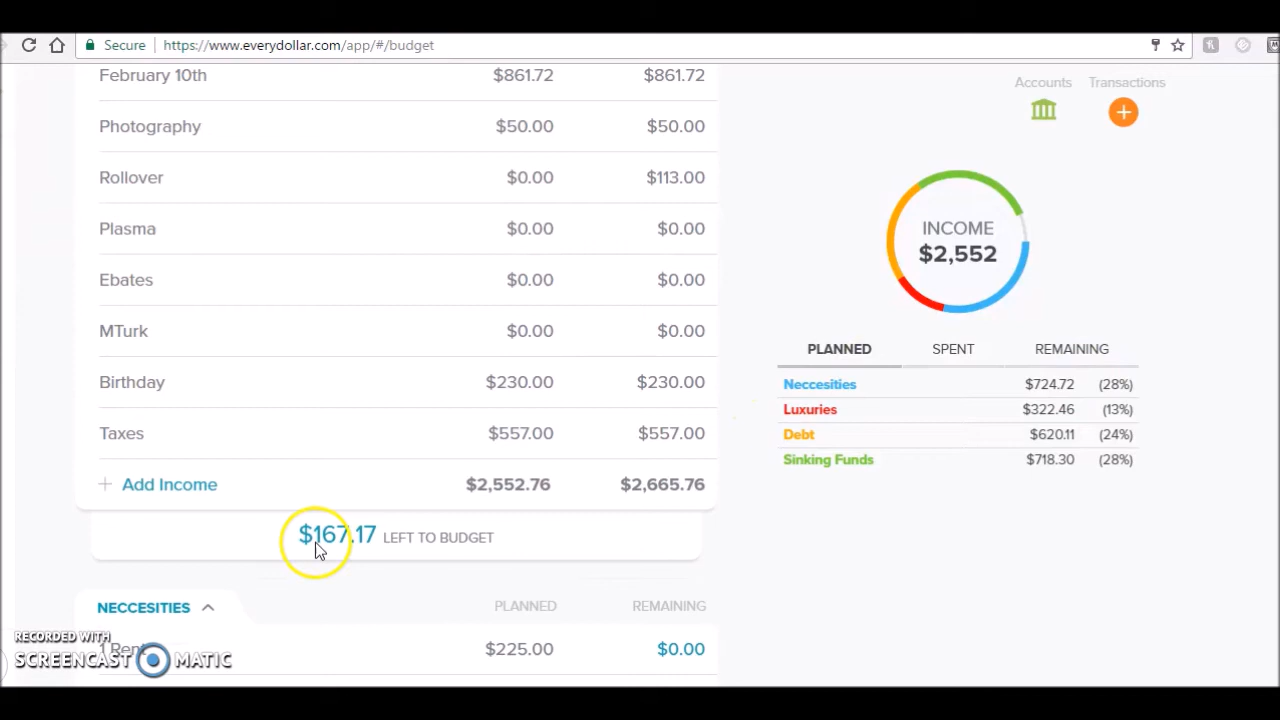 Secure https://www.everydollar.com/app/#/budget
February 10th $861.72 $861.72
Photography $50.00 $50.00
Rollover $0.00 $113.00
Plasma $0.00 $0.00
Ebates $0.00 $0.00
MTurk $0.00 $0.00
Birthday $230.00 $230.00
Taxes $557.00 $557.00
+ Add Income $2,552.76 $2,665.76
$167.17 LEFT TO BUDGET
NECCESITIES PLANNED REMAINING
1 Rent $225.00 $0.00
RECORDED WITH
SCREENCAST MATIC
Accounts Transactions
INCOME
$2,552
PLANNED SPENT REMAINING
Neccesities $724.72 (28%)
Luxuries $322.46 (13%)
Debt $620.11 (24%)
Sinking Funds $718.30 (28%)